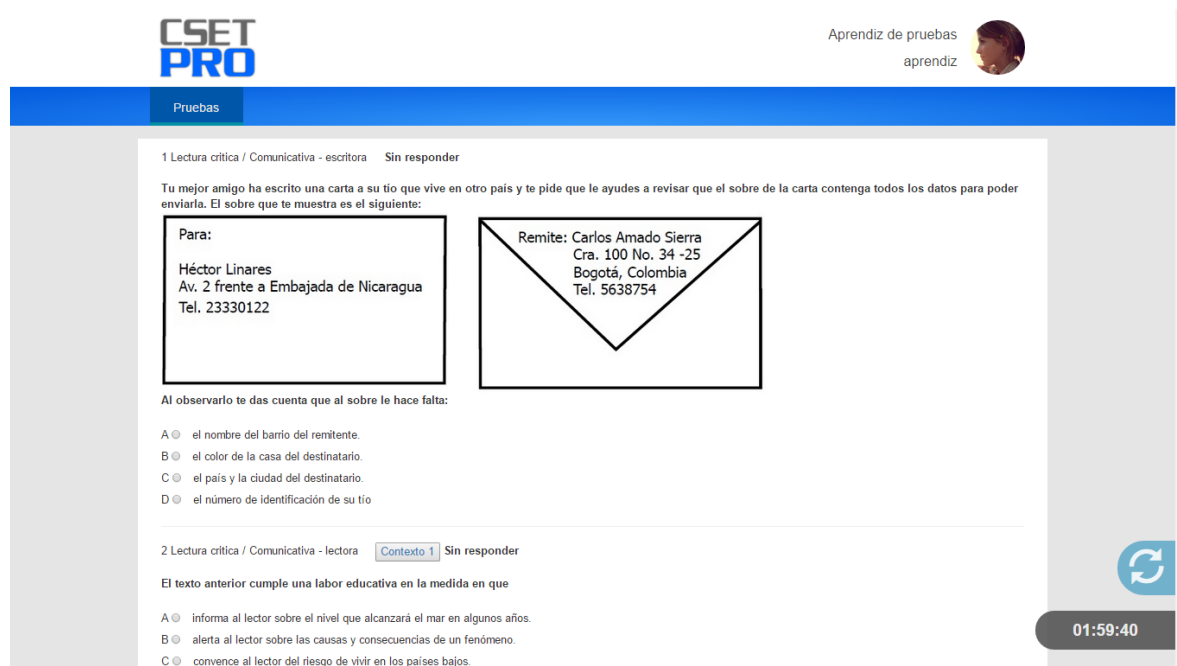 CSET
PRO
Aprendiz de pruebas
aprendiz
Pruebas
1 Lectura critica / Comunicativa - escritora Sin responder
Tu mejor amigo ha escrito una carta a su tío que vive en otro país y te pide que le ayudes a revisar que el sobre de la carta contenga todos los datos para poder
enviarla. El sobre que te muestra es el siguiente:
Para:
Héctor Linares
Av. 2 frente a Embajada de Nicaragua
Tel. 23330122
Remite: Carlos Amado Sierra
Cra. 100 No. 34 -25
Bogotá, Colombia
Tel. 5638754
Al observarlo te das cuenta que al sobre le hace falta:
A el nombre del barrio del remitente.
B el color de la casa del destinatario.
C el país y la ciudad del destinatario.
D el número de identificación de su tío
2 Lectura critica / Comunicativa - lectora Contexto 1 Sin responder
El texto anterior cumple una labor educativa en la medida en que
A informa al lector sobre el nivel que alcanzará el mar en algunos años.
B alerta al lector sobre las causas y consecuencias de un fenómeno.
C convence al lector del riesgo de vivir en los países bajos.
01:59:40